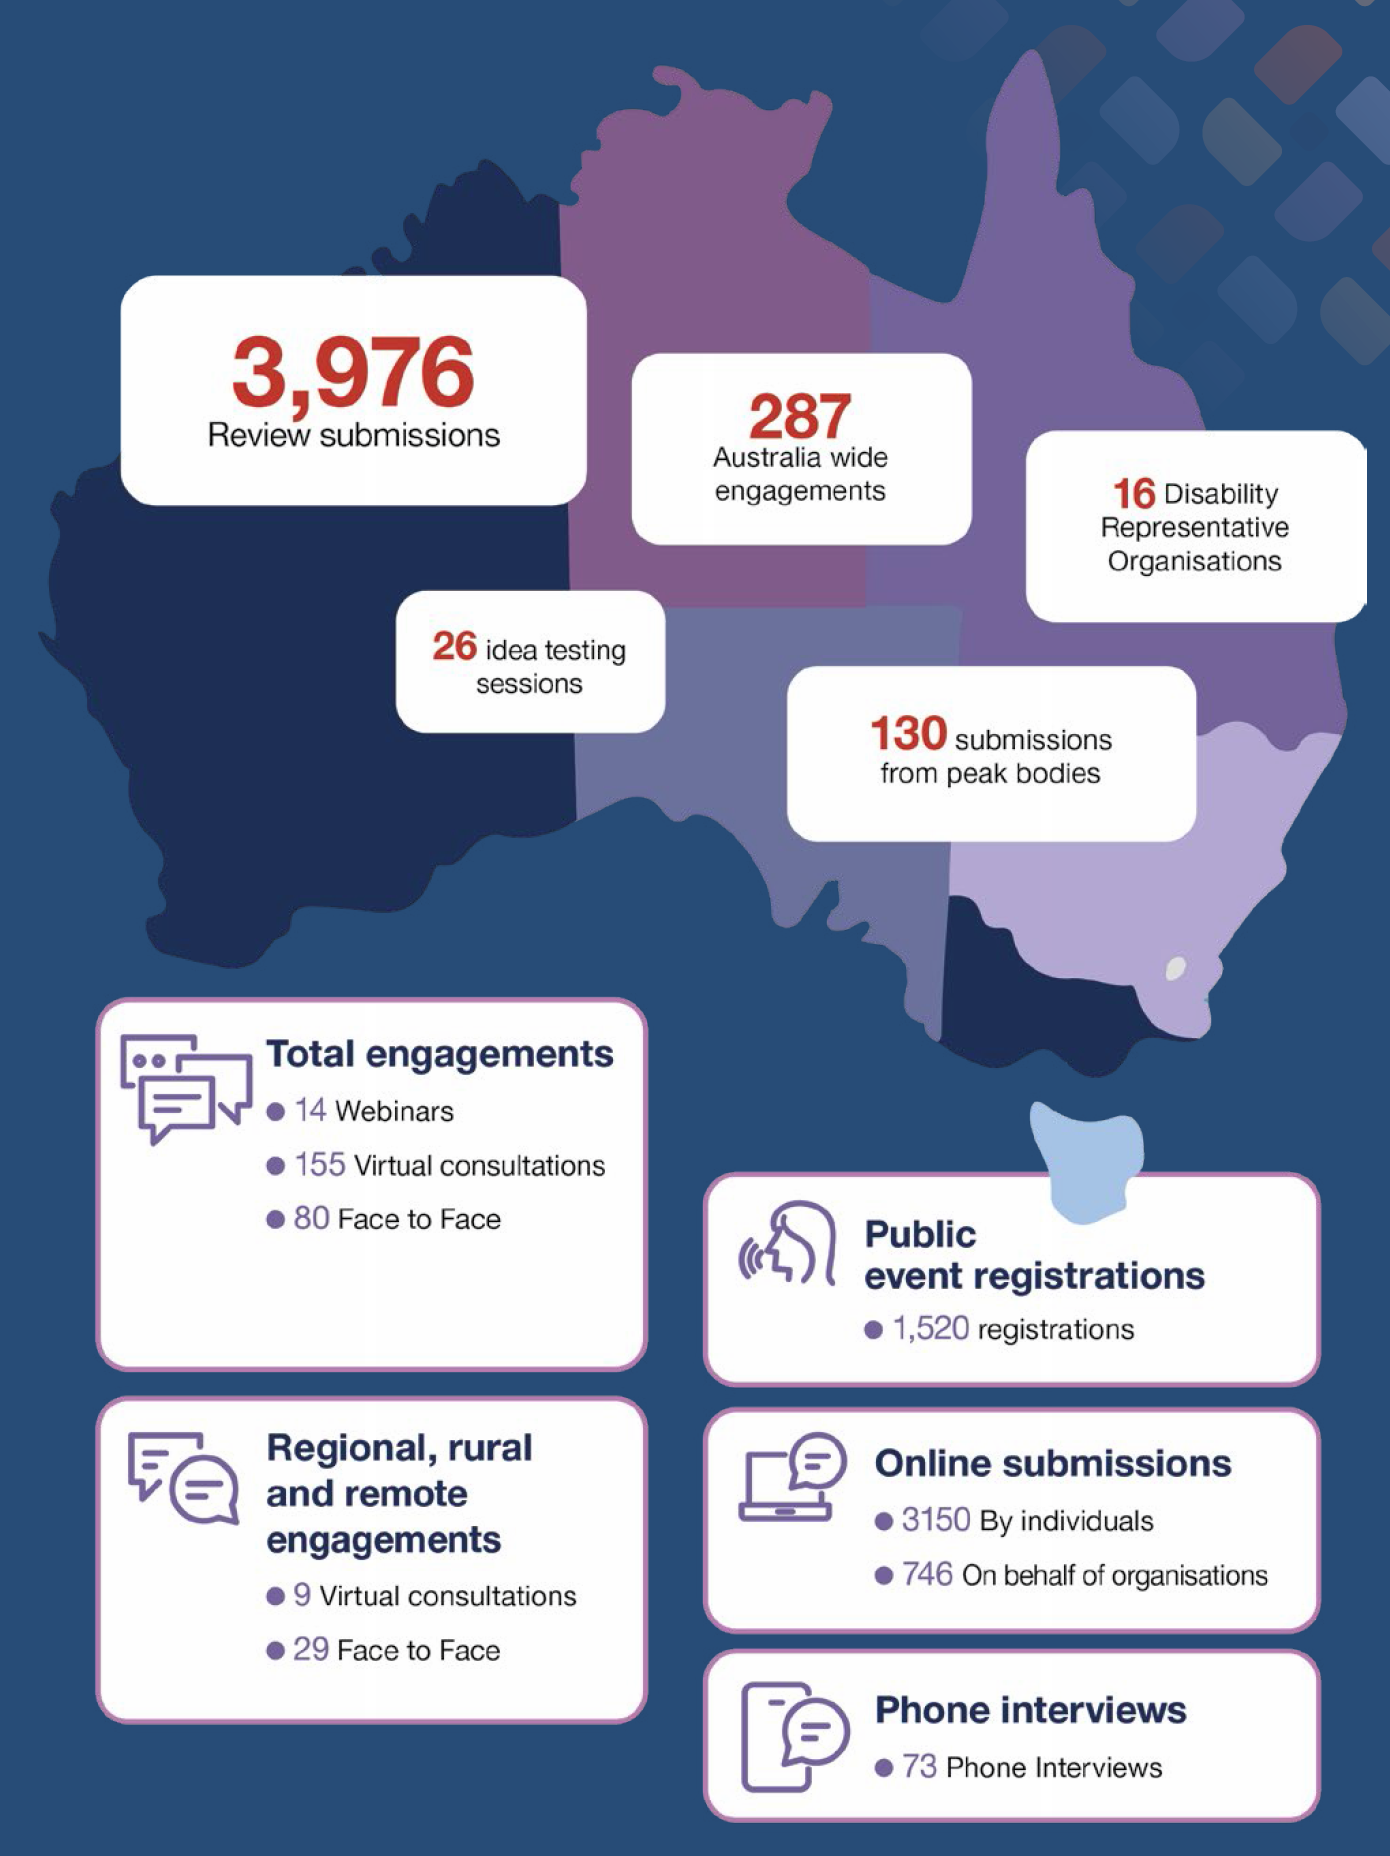 3,976
Review submissions
287
Australia wide
engagements
16 Disability
Representative
Organisations
26 idea testing
sessions
130 submissions
from peak bodies
Total engagements
14 Webinars
155 Virtual consultations
80 Face to Face
Public
event registrations
1,520 registrations
Regional, rural
and remote
engagements
9 Virtual consultations
29 Face to Face
Online submissions
3150 By individuals
746 On behalf of organisations
Phone interviews
73 Phone Interviews